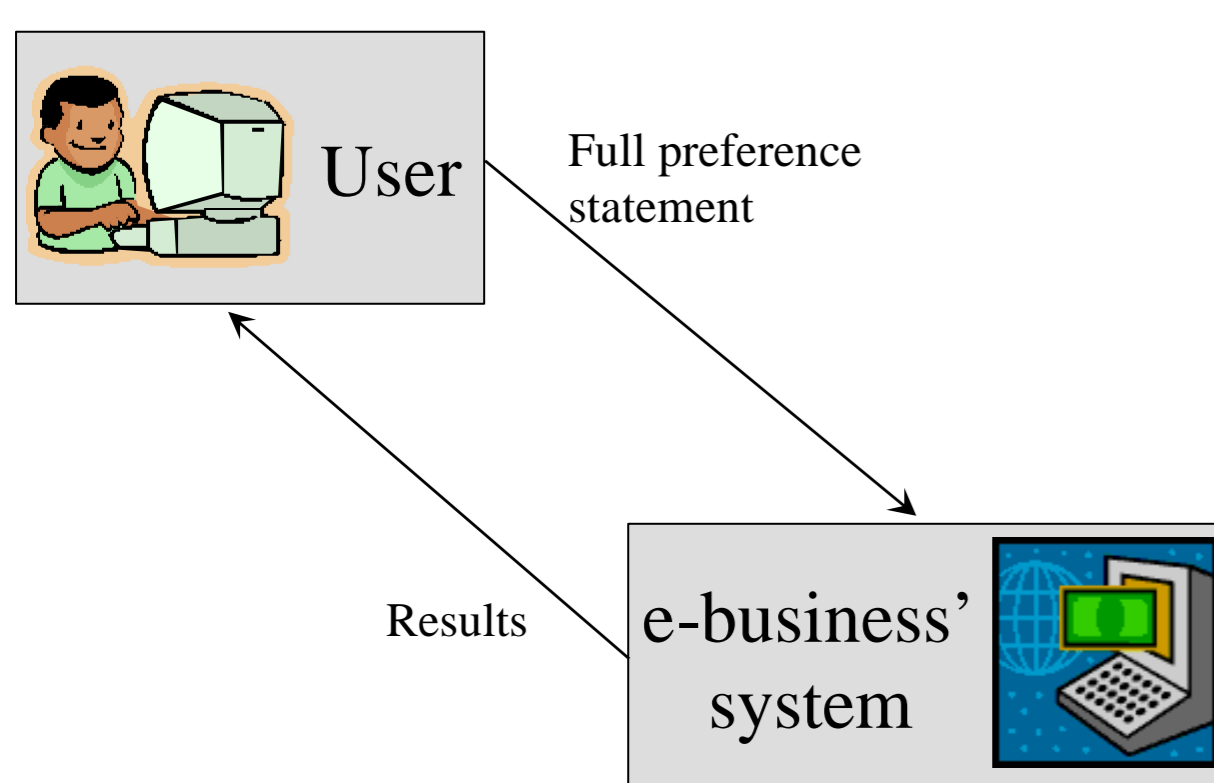 User
Full preference
statement
Results
e-business’
system